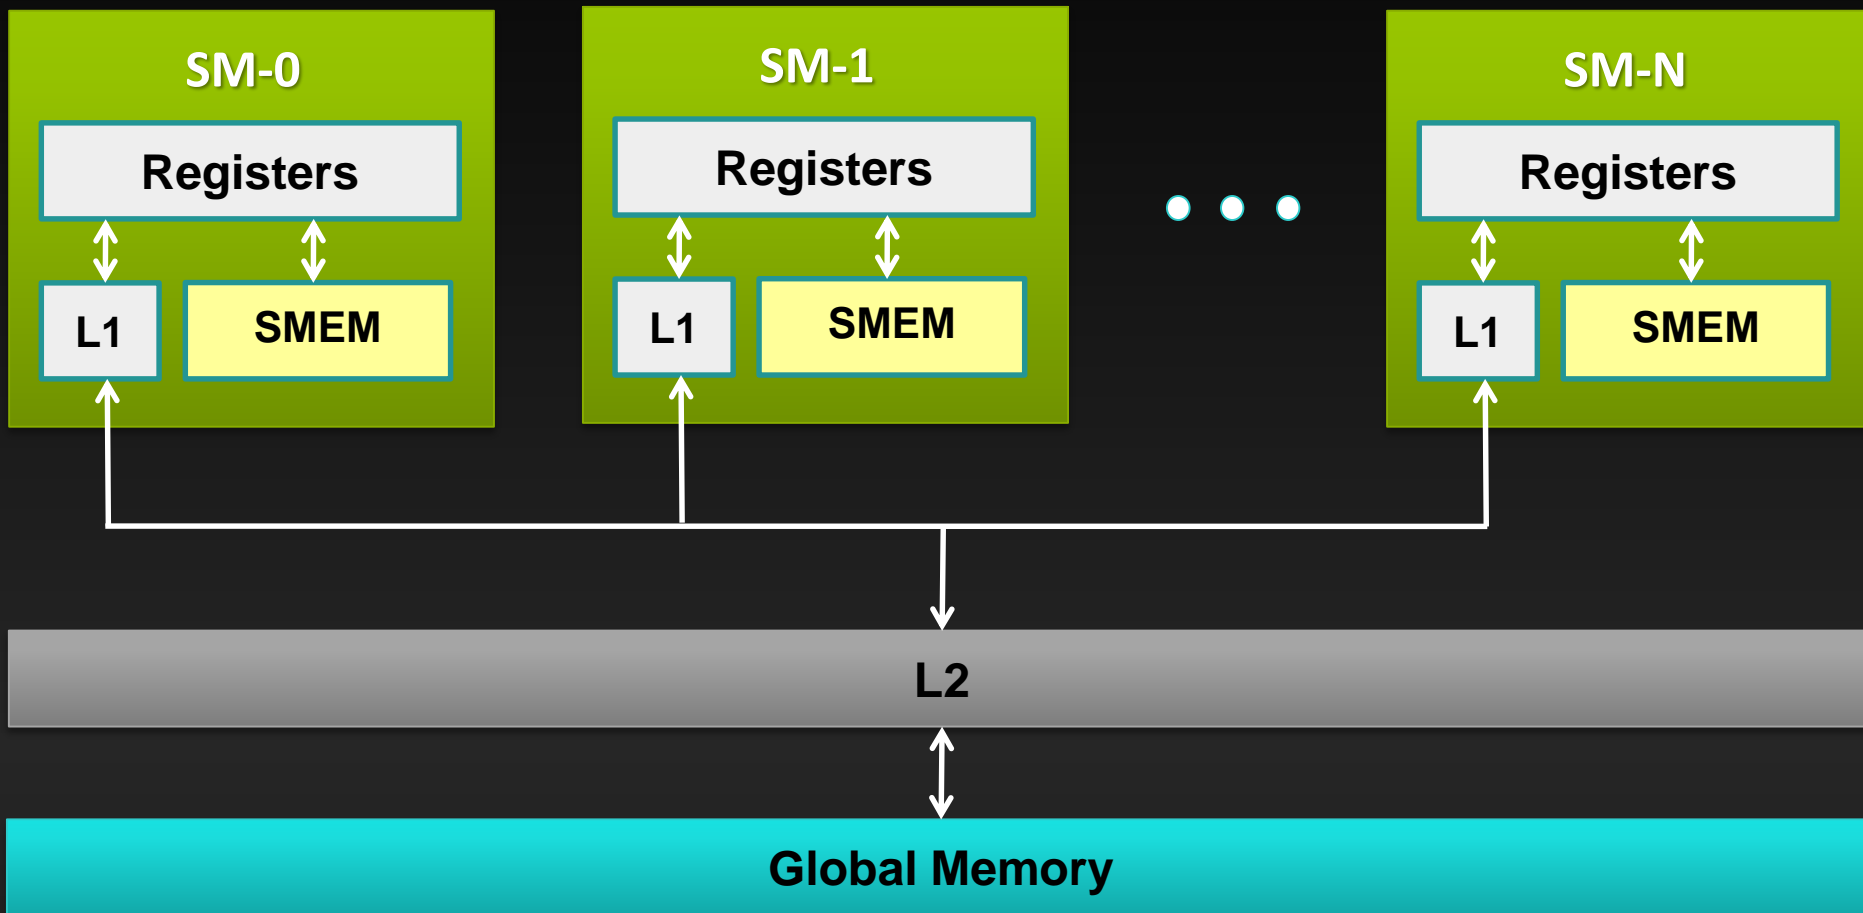 SM-0
Registers
L1
SMEM
SM-1
Registers
L1
SMEM
SM-N
Registers
L1
SMEM
L2
Global Memory